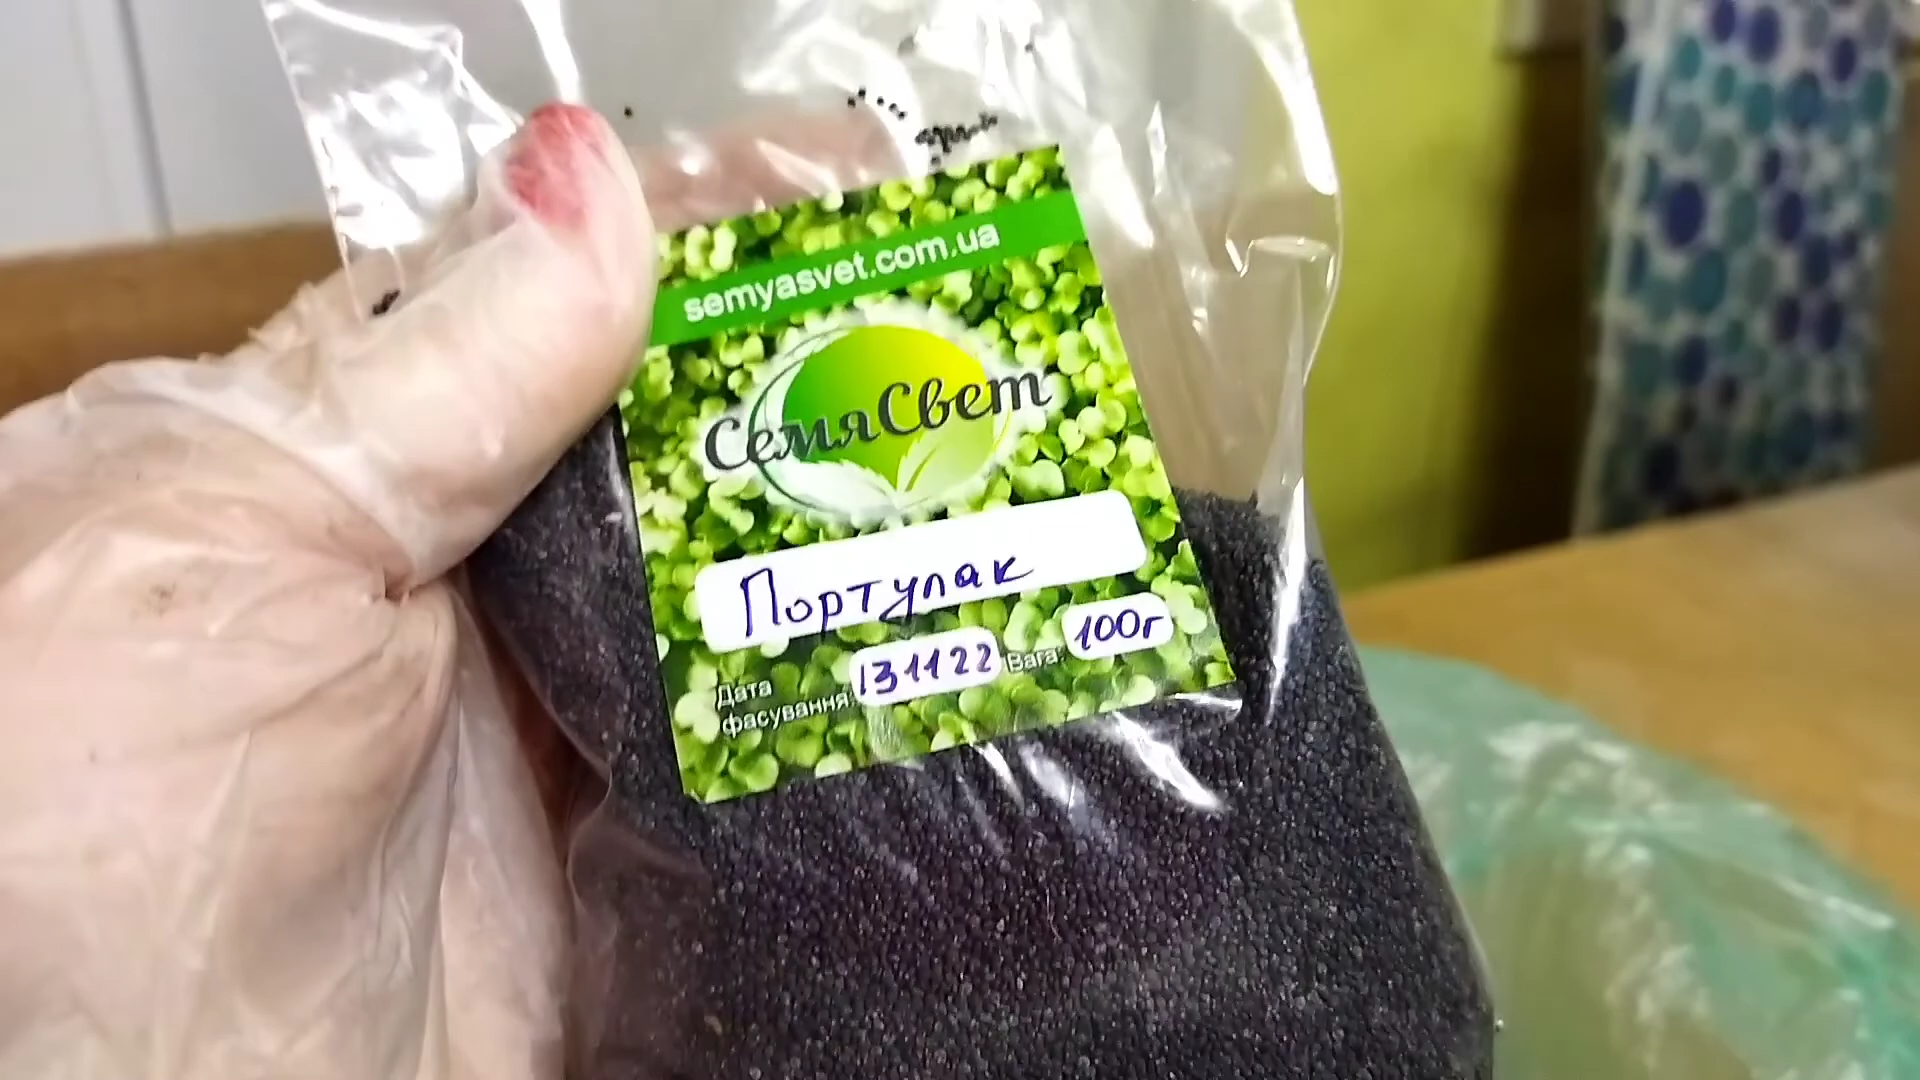 semyasvet.com.ua
СемяСвет
Портулак
Дата фасування: 131122 Вага: 100г